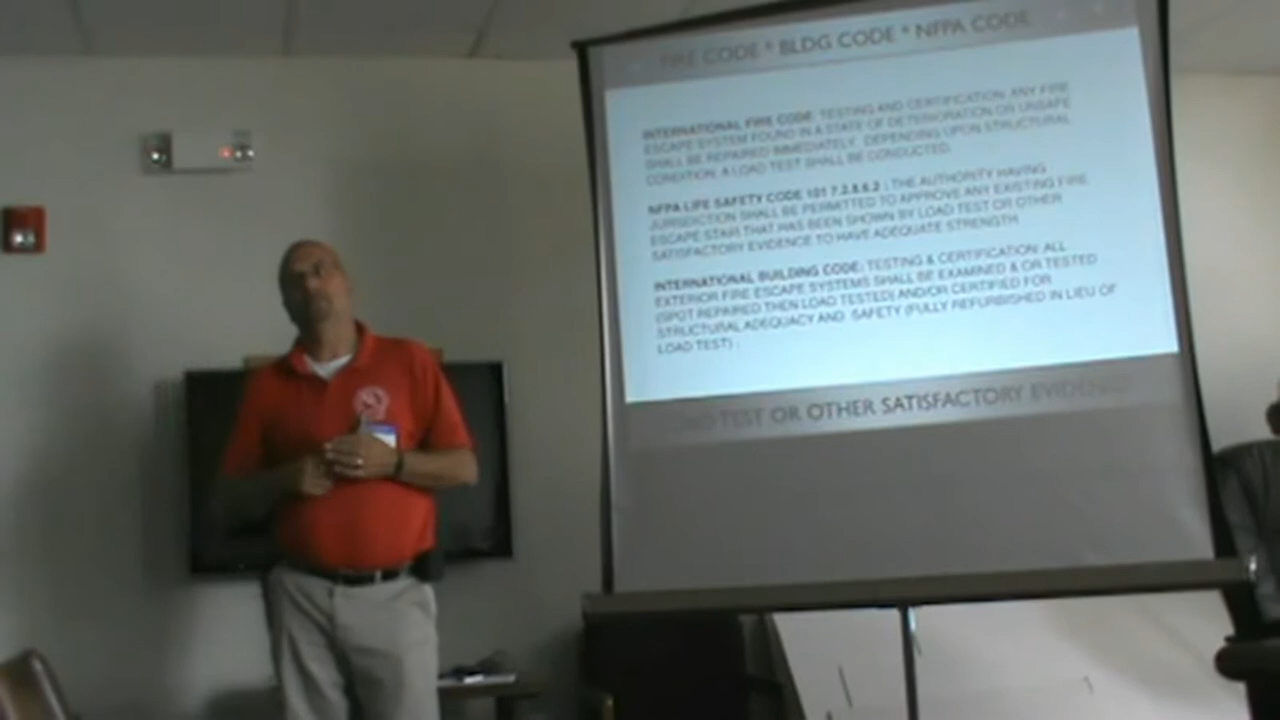 FIRE CODE * BLDG CODE * NFPA CODE
INTERNATIONAL FIRE CODE: TESTING AND CERTIFICATION: ANY FIRE
ESCAPE SYSTEM FOUND IN A STATE OF DETERIORATION OR UNSAFE
SHALL BE REPAIRED IMMEDIATELY. DEPENDING UPON STRUCTURAL
CONDITION, A LOAD TEST SHALL BE CONDUCTED.
NFPA LIFE SAFETY CODE 101 7.2.8.6.2 : THE AUTHORITY HAVING
JURISDICTION SHALL BE PERMITTED TO APPROVE ANY EXISTING FIRE
ESCAPE STAIR THAT HAS BEEN SHOWN BY LOAD TEST OR OTHER
SATISFACTORY EVIDENCE TO HAVE ADEQUATE STRENGTH.
INTERNATIONAL BUILDING CODE: TESTING & CERTIFICATION: ALL
EXTERIOR FIRE ESCAPE SYSTEMS SHALL BE EXAMINED & OR TESTED
(SPOT REPAIRED THEN LOAD TESTED) AND/OR CERTIFIED FOR
STRUCTURAL ADEQUACY AND SAFETY (FULLY REFURBISHED IN LIEU OF
LOAD TEST) .
LOAD TEST OR OTHER SATISFACTORY EVIDENCE